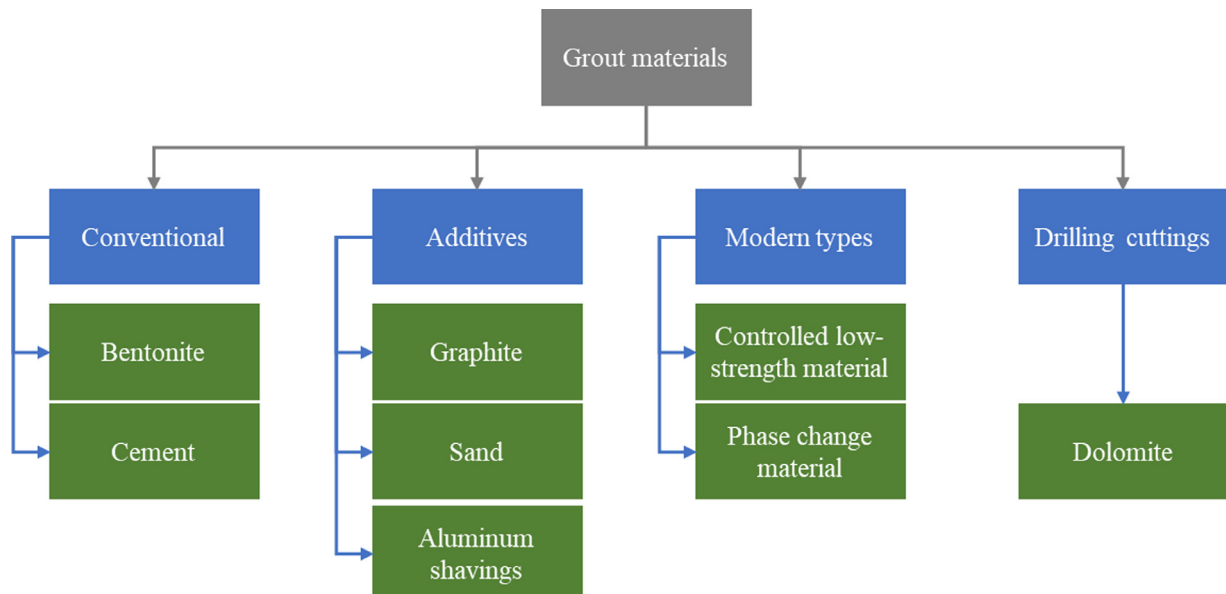 Grout materials
Conventional
Additives
Modern types
Drilling cuttings
Bentonite
Graphite
Controlled low-
strength material
Cement
Sand
Phase change
material
Dolomite
Aluminum
shavings